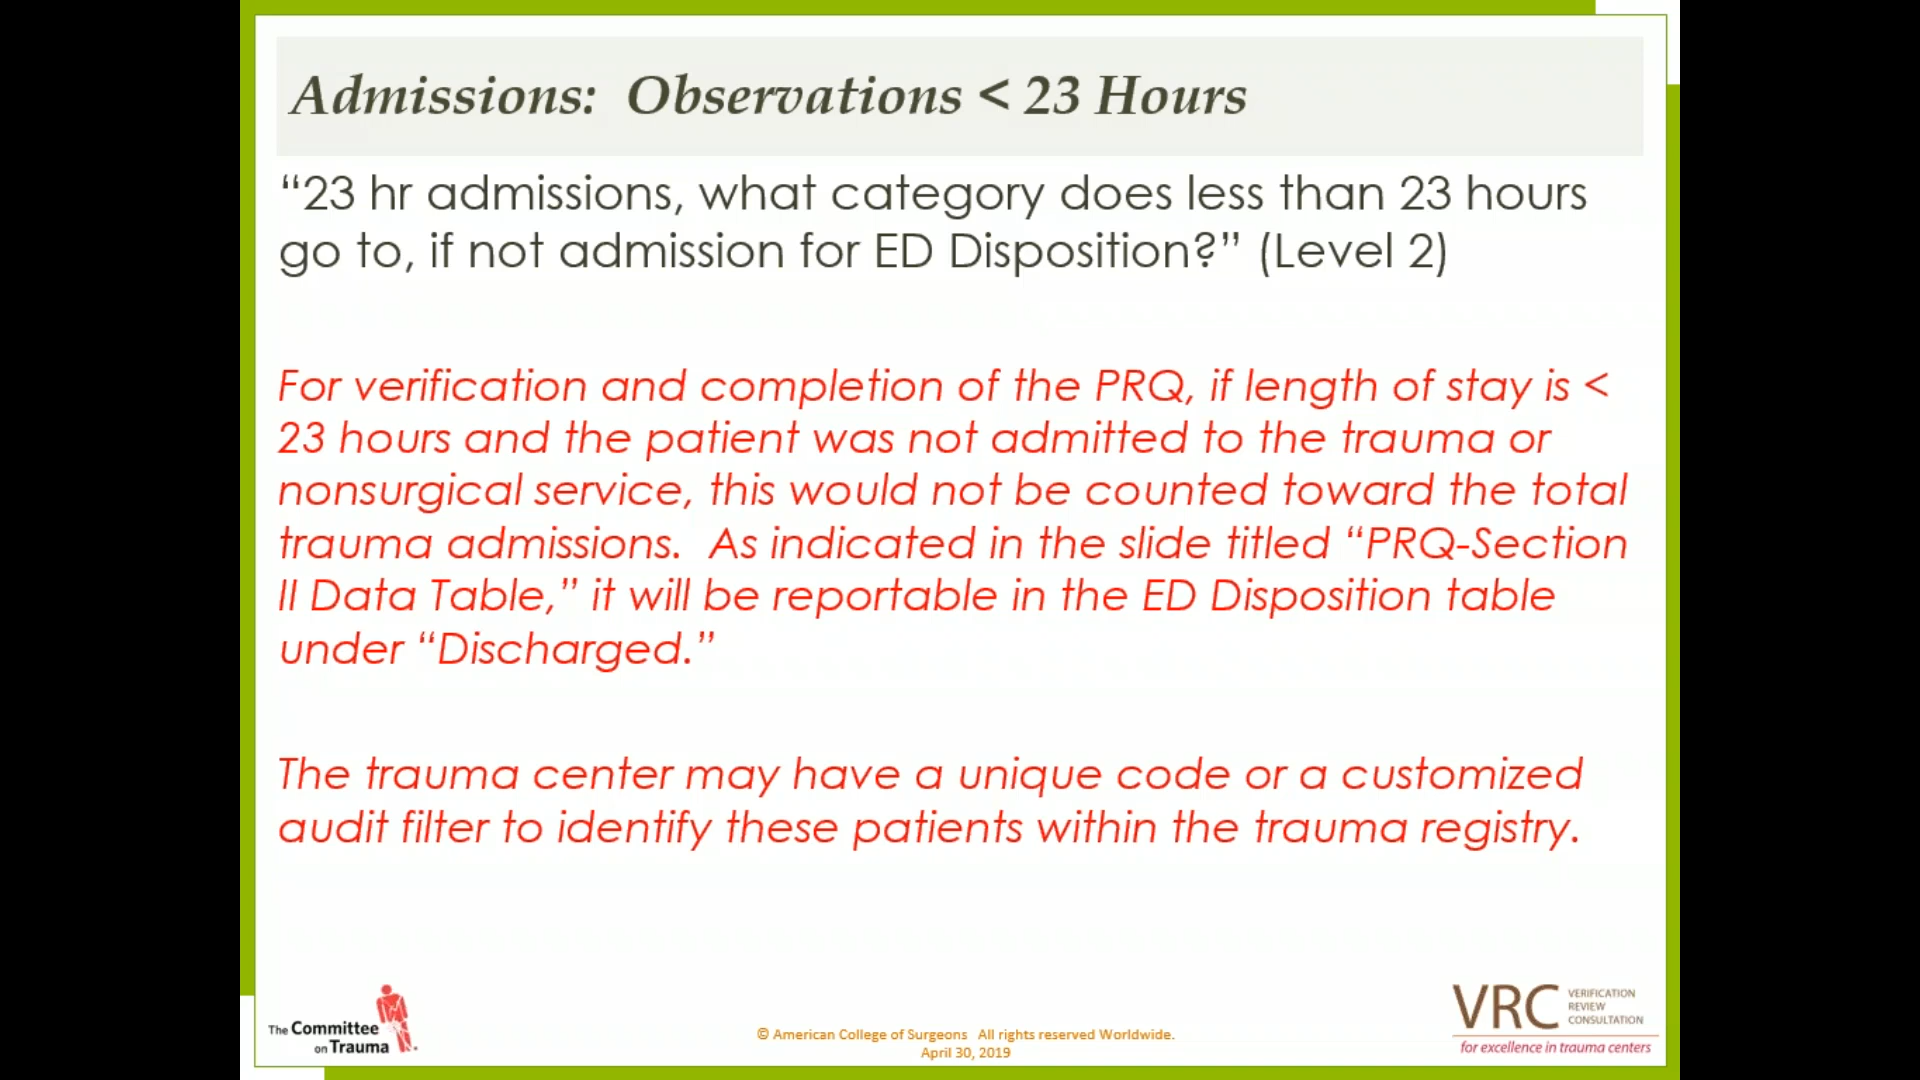 Admissions:  Observations < 23 Hours
“23 hr admissions, what category does less than 23 hours
go to, if not admission for ED Disposition?” (Level 2)
For verification and completion of the PRQ, if length of stay is <
23 hours and the patient was not admitted to the trauma or
nonsurgical service, this would not be counted toward the total
trauma admissions.  As indicated in the slide titled “PRQ-Section
II Data Table,” it will be reportable in the ED Disposition table
under “Discharged.”
The trauma center may have a unique code or a customized
audit filter to identify these patients within the trauma registry.
The Committee
on Trauma
© American College of Surgeons   All rights reserved Worldwide.
April 30, 2019
VRC
VERIFICATION
REVIEW
CONSULTATION
for excellence in trauma centers